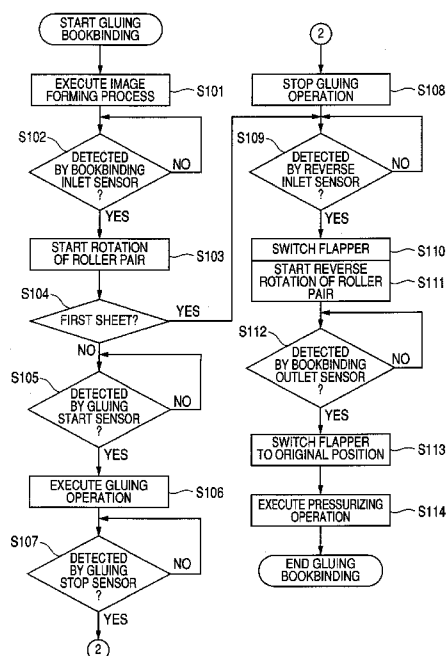 START GLUING
BOOKBINDING
EXECUTE IMAGE
FORMING PROCESS
S101
S102
DETECTED
BY BOOKBINDING
INLET SENSOR
?
NO
YES
START ROTATION
OF ROLLER PAIR
S103
S104
FIRST SHEET?
YES
NO
S105
DETECTED
BY GLUING
START SENSOR
?
NO
YES
EXECUTE GLUING
OPERATION
S106
S107
DETECTED
BY GLUING
STOP SENSOR
?
NO
YES
2
2
STOP GLUING
OPERATION
S108
S109
DETECTED
BY REVERSE
INLET SENSOR
?
NO
YES
SWITCH FLAPPER
S110
START REVERSE
ROTATION OF ROLLER
PAIR
S111
S112
DETECTED
BY BOOKBINDING
OUTLET SENSOR
?
NO
YES
SWITCH FLAPPER
TO ORIGINAL POSITION
S113
EXECUTE PRESSURIZING
OPERATION
S114
END GLUING
BOOKBINDING